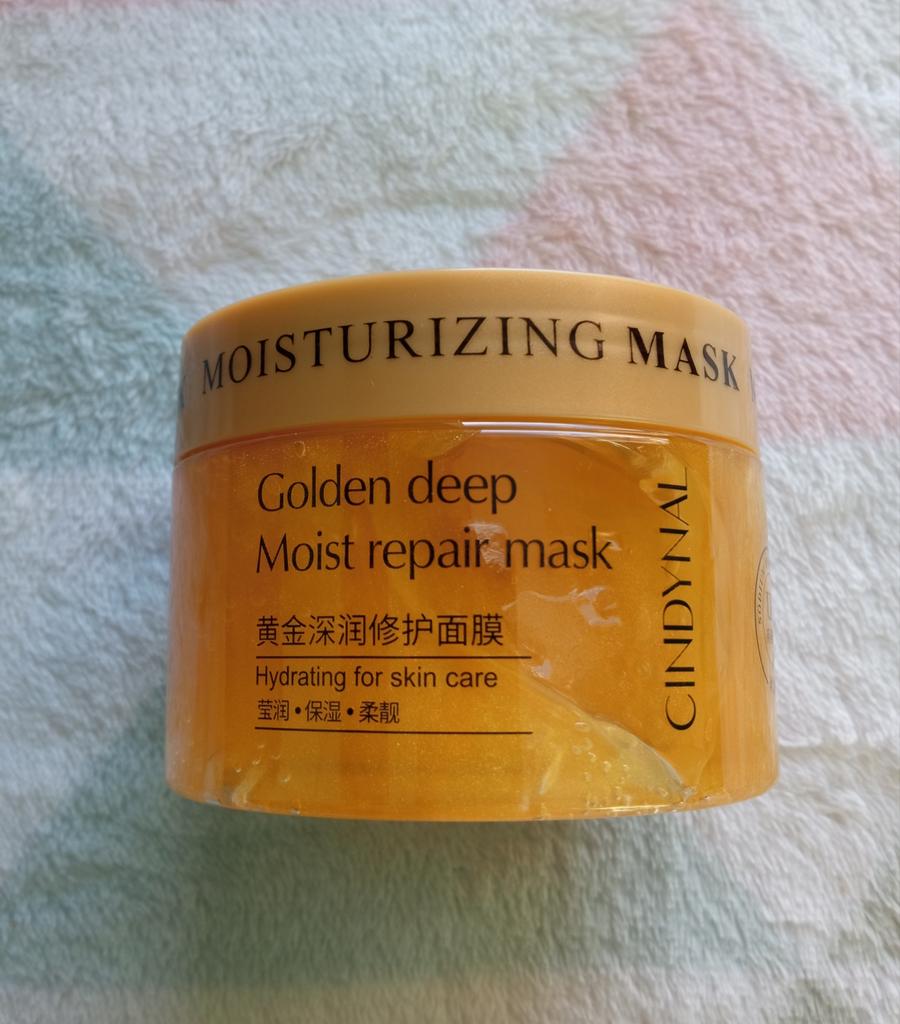 MOISTURIZING MASK
Golden deep
Moist repair mask
黄金深润修护面膜
Hydrating for skin care
莹润•保湿•柔靓
CINDYNAL